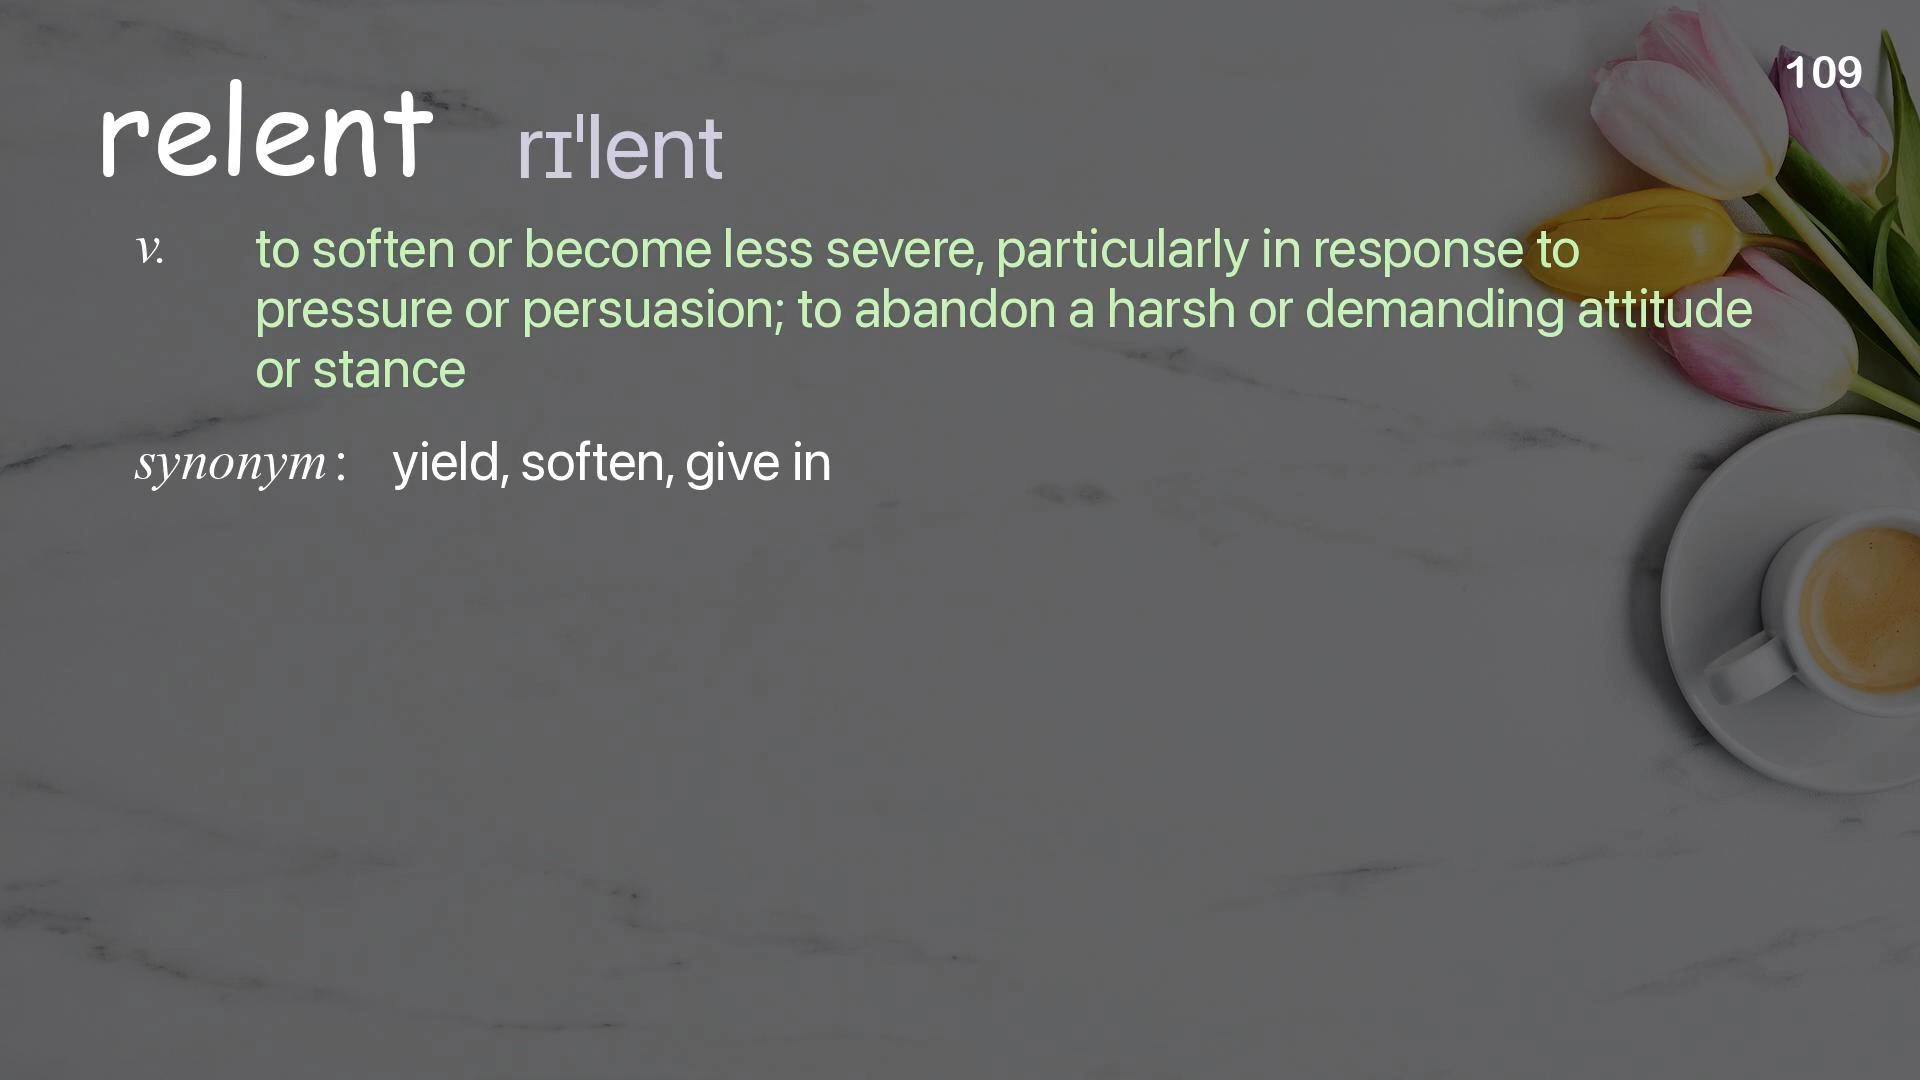 109
relent rɪˈlent
v. to soften or become less severe, particularly in response to
pressure or persuasion; to abandon a harsh or demanding attitude
or stance
synonym: yield, soften, give in